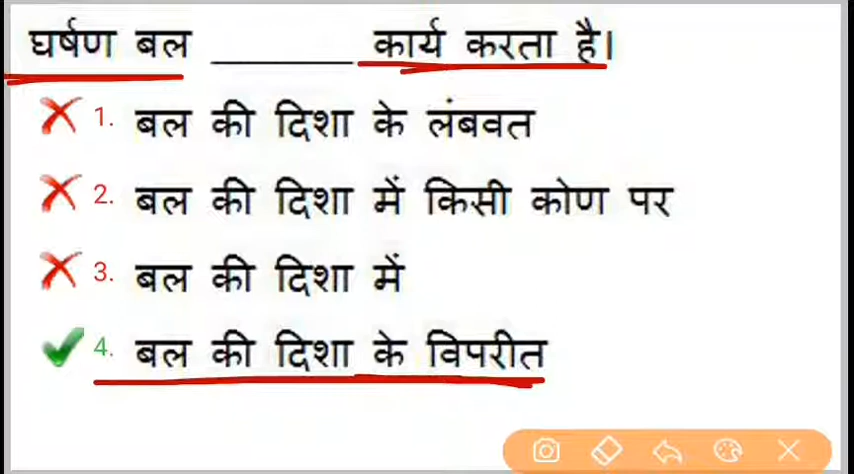 घर्षण बल ________ कार्य करता है।
1. बल की दिशा के लंबवत
2. बल की दिशा में किसी कोण पर
3. बल की दिशा में
4. बल की दिशा के विपरीत